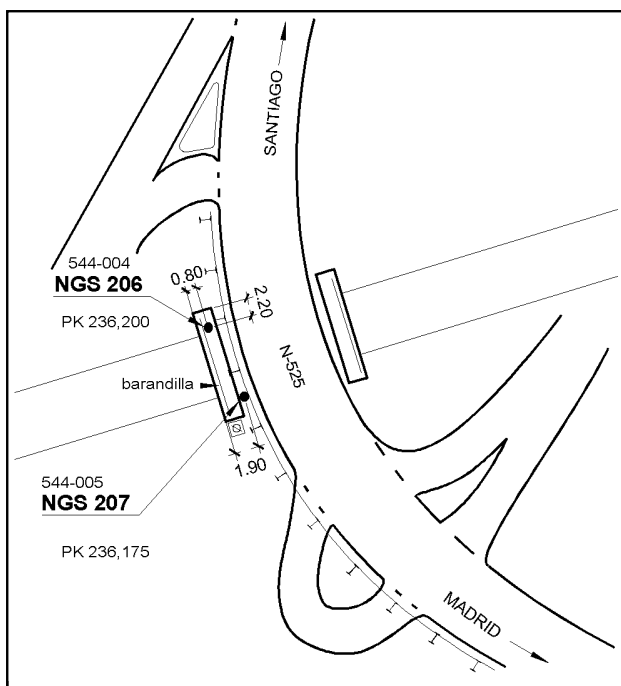 SANTIAGO
544-004
NGS 206
0.80
2.20
PK 236,200
N-525
barandilla
1.90
544-005
NGS 207
PK 236,175
MADRID